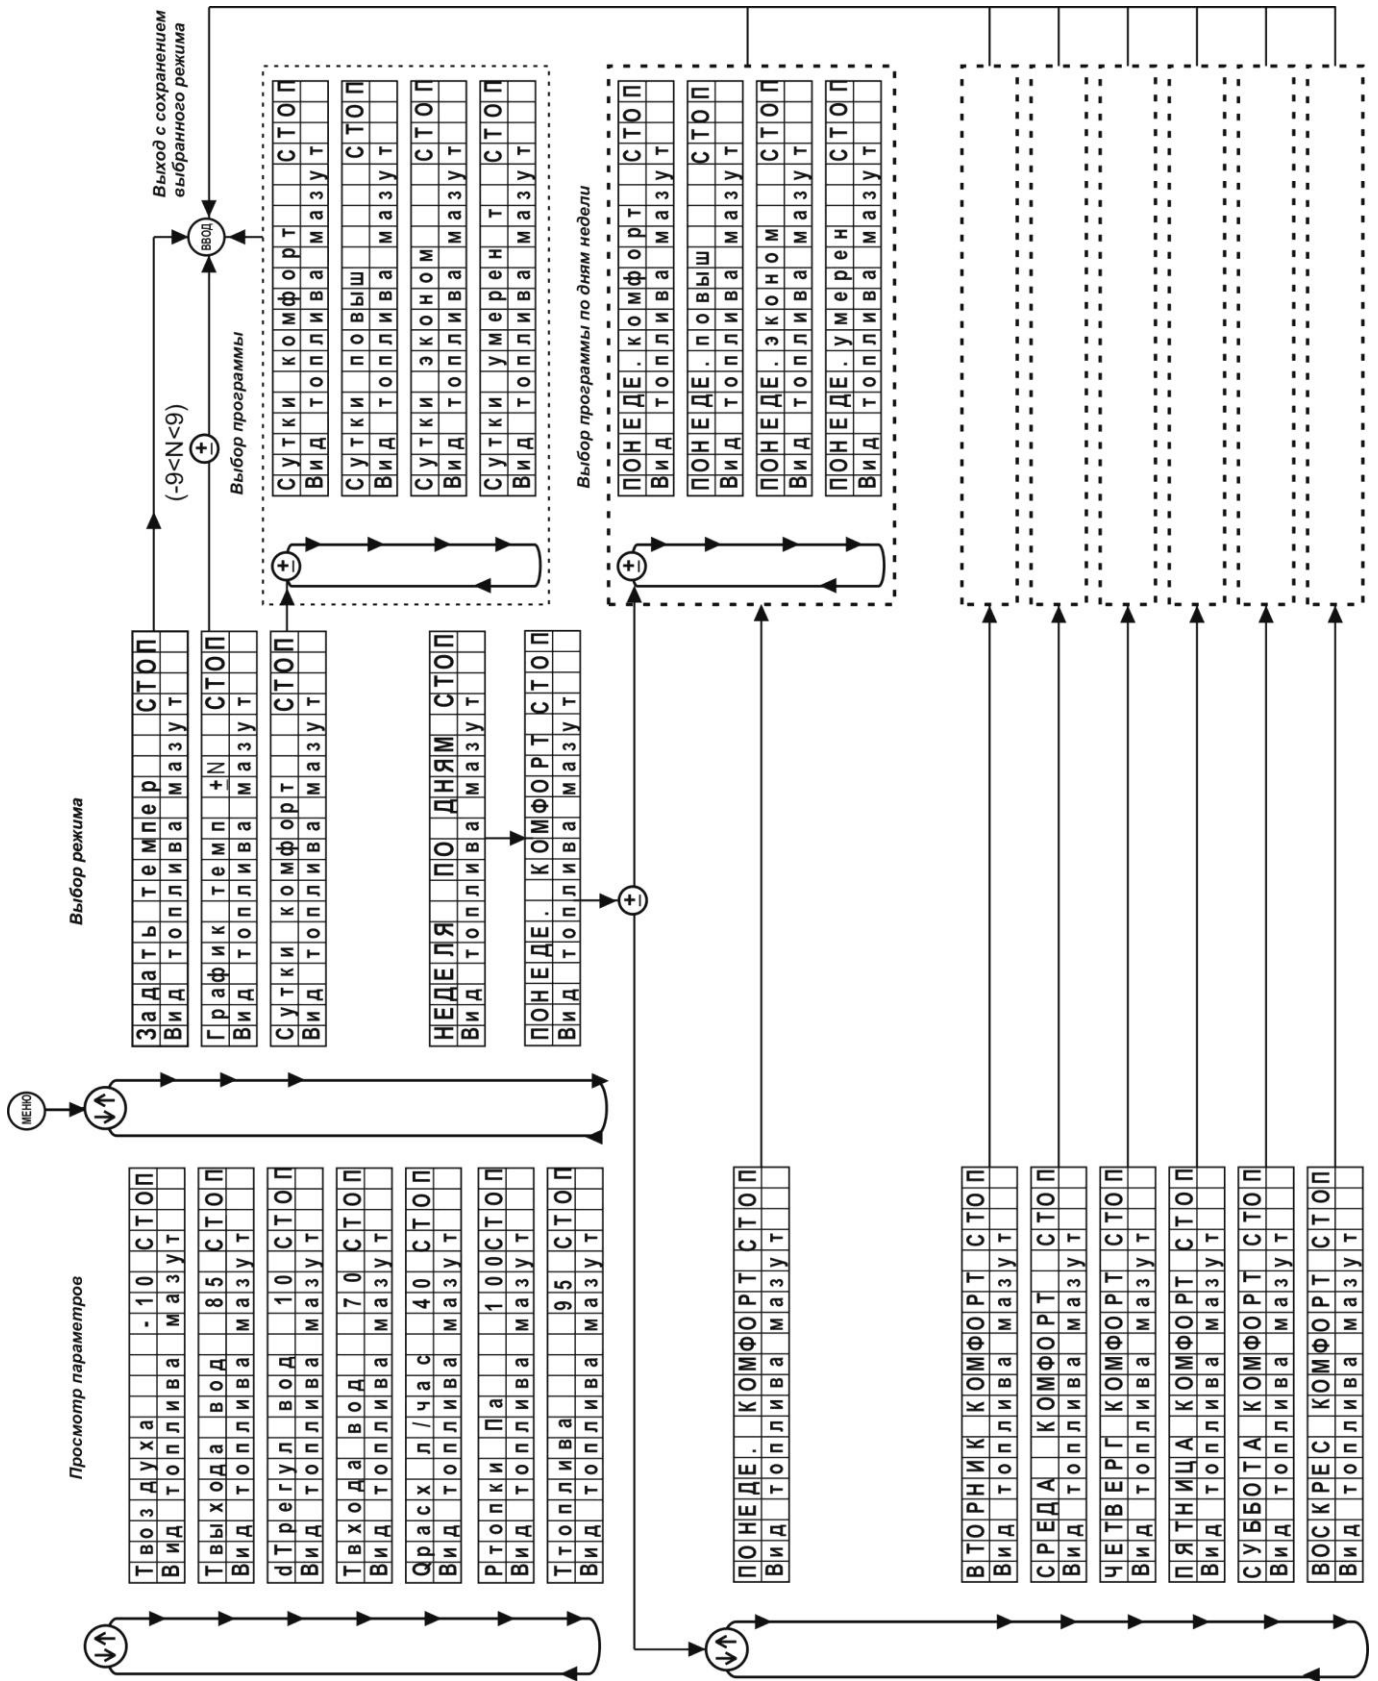 Просмотр параметров
Твоздуха -10 СТОП
Вид топлива мазут
Твыхода вод 85 СТОП
Вид топлива мазут
dТрегул вод 10 СТОП
Вид топлива мазут
Твхода вод 70 СТОП
Вид топлива мазут
Qрасх л/час 40 СТОП
Вид топлива мазут
Ртопки Па 100СТОП
Вид топлива мазут
Ттоплива 95 СТОП
Вид топлива мазут
МЕНЮ
Выбор режима
Задать темпер СТОП
Вид топлива мазут
График темп ±N СТОП
Вид топлива мазут
Сутки комфорт СТОП
Вид топлива мазут
НЕДЕЛЯ ПО ДНЯМ СТОП
Вид топлива мазут
ПОНЕДЕ. КОМФОРТ СТОП
Вид топлива мазут
±
(-9<N<9)
±
Выход с сохранением
выбранного режима
ВВОД
Выбор программы
±
Сутки комфорт СТОП
Вид топлива мазут
Сутки повыш СТОП
Вид топлива мазут
Сутки эконом СТОП
Вид топлива мазут
Сутки умерен т СТОП
Вид топлива мазут
Выбор программы по дням недели
±
ПОНЕДЕ.комфорт СТОП
Вид топлива мазут
ПОНЕДЕ.повыш СТОП
Вид топлива мазут
ПОНЕДЕ.эконом СТОП
Вид топлива мазут
ПОНЕДЕ.умерен СТОП
Вид топлива мазут
ПОНЕДЕ. КОМФОРТ СТОП
Вид топлива мазут
ВТОРНИК КОМФОРТ СТОП
Вид топлива мазут
СРЕДА КОМФОРТ СТОП
Вид топлива мазут
ЧЕТВЕРГ КОМФОРТ СТОП
Вид топлива мазут
ПЯТНИЦА КОМФОРТ СТОП
Вид топлива мазут
СУББОТА КОМФОРТ СТОП
Вид топлива мазут
ВОСКРЕС КОМФОРТ СТОП
Вид топлива мазут